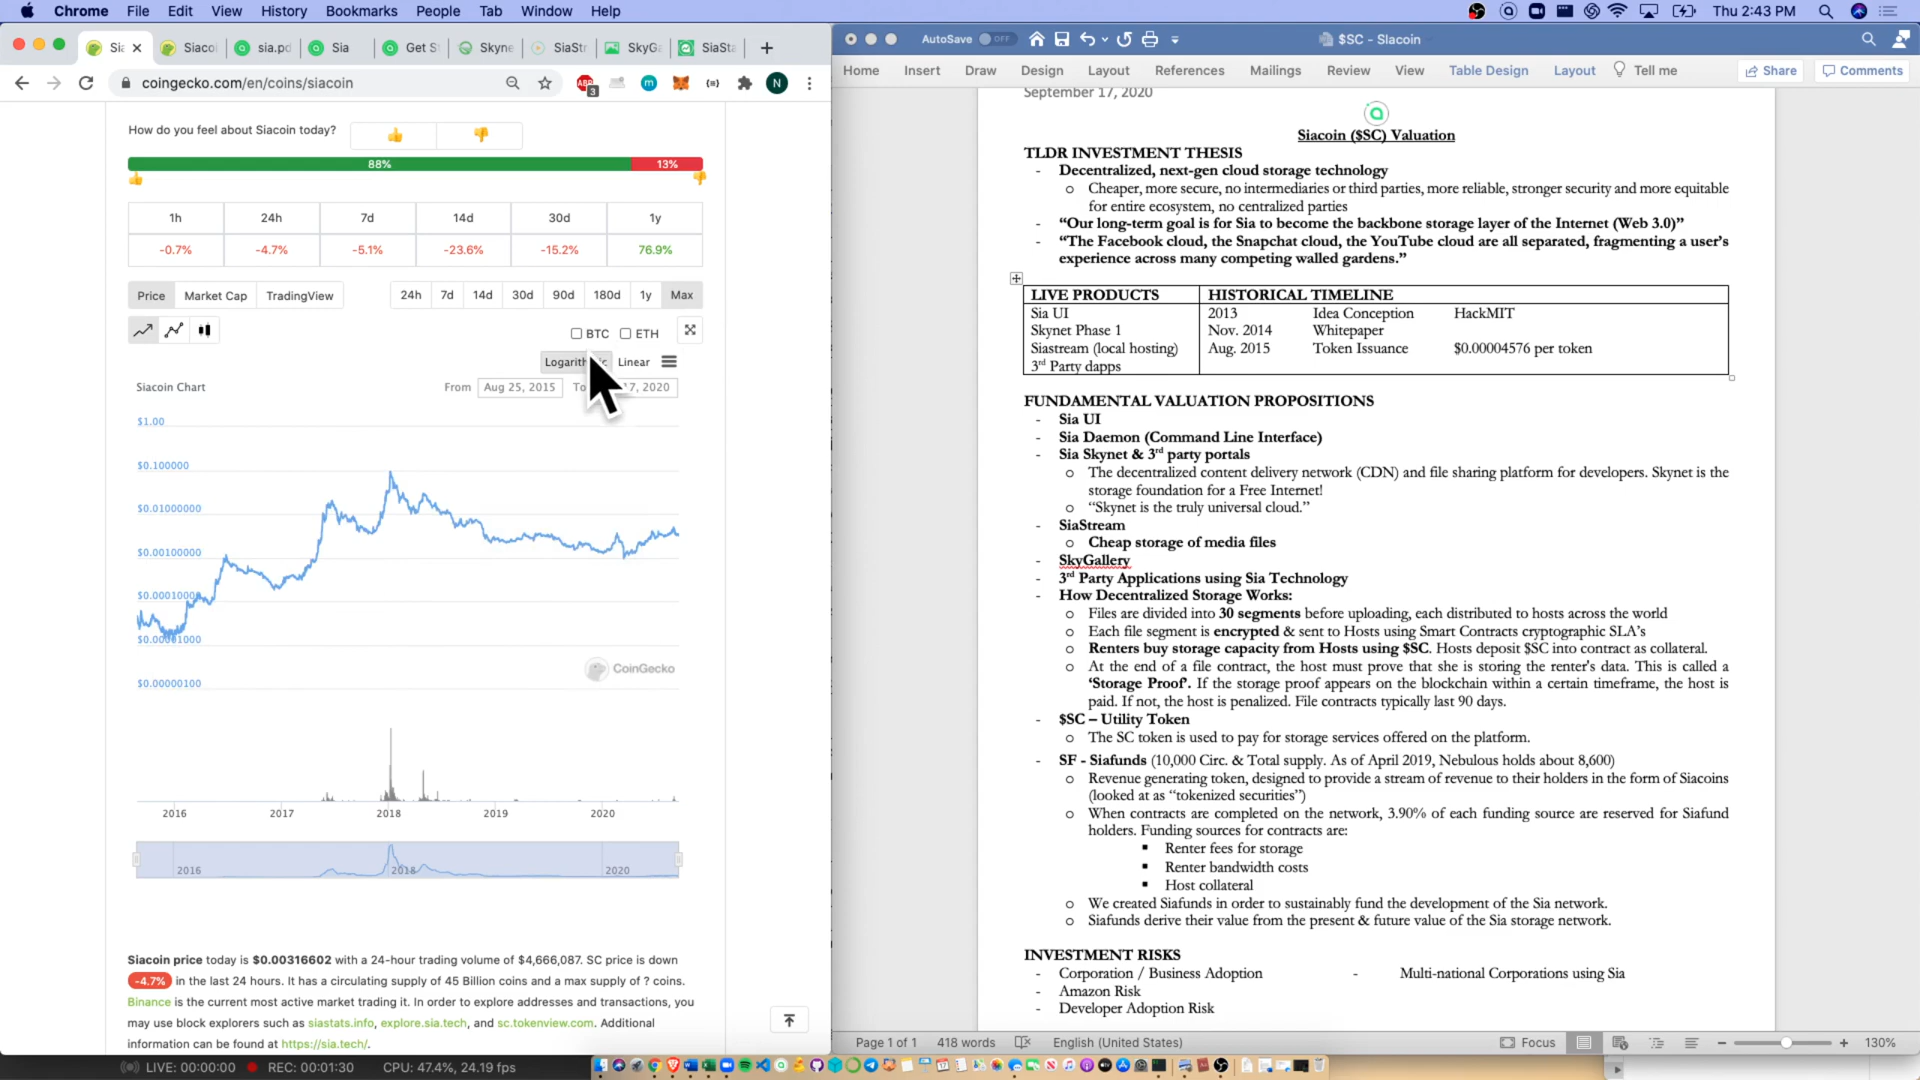 Chrome File Edit View History Bookmarks People Tab Window Help
Thu 2:43 PM
Sia Siaco sia.pd Sia Get S Skyne SiaStr SkyGa SiaSta
coingecko.com/en/coins/siacoin
ABP 3
N
How do you feel about Siacoin today?
88% 13%
1h 24h 7d 14d 30d 1y
-0.7% -4.7% -5.1% -23.6% -15.2% 76.9%
Price Market Cap TradingView
24h 7d 14d 30d 90d 180d 1y Max
BTC ETH
Linear
Siacoin Chart
From Aug 25, 2015
$1.00
$0.100000
$0.01000000
$0.00100000
$0.00001000
$0.00000100
CoinGecko
2016 2017 2018 2019 2020
2016 2018 2020
Siacoin price today is $0.00316602 with a 24-hour trading volume of $4,666,087. SC price is down
-4.7% in the last 24 hours. It has a circulating supply of 45 Billion coins and a max supply of ? coins.
Binance is the current most active market trading it. In order to explore addresses and transactions, you
may use block explorers such as siastats.info, explore.sia.tech, and sc.tokenview.com. Additional
information can be found at https://sia.tech/.
LIVE: 00:00:00 REC: 00:01:30 CPU: 47.4%, 24.19 fps
AutoSave OFF
$SC - SIacoin
Home Insert Draw Design Layout References Mailings Review View Table Design Layout Tell me
Share Comments
September 17, 2020
Siacoin ($SC) Valuation
TLDR INVESTMENT THESIS
- Decentralized, next-gen cloud storage technology
o Cheaper, more secure, no intermediaries or third parties, more reliable, stronger security and more equitable
for entire ecosystem, no centralized parties
- “Our long-term goal is for Sia to become the backbone storage layer of the Internet (Web 3.0)”
- “The Facebook cloud, the Snapchat cloud, the YouTube cloud are all separated, fragmenting a user’s
experience across many competing walled gardens.”
LIVE PRODUCTS HISTORICAL TIMELINE
Sia UI 2013 Idea Conception HackMIT
Skynet Phase 1 Nov. 2014 Whitepaper
Siastream (local hosting) Aug. 2015 Token Issuance $0.00004576 per token
3rd Party dapps
FUNDAMENTAL VALUATION PROPOSITIONS
- Sia UI
- Sia Daemon (Command Line Interface)
- Sia Skynet & 3rd party portals
o The decentralized content delivery network (CDN) and file sharing platform for developers. Skynet is the
storage foundation for a Free Internet!
o “Skynet is the truly universal cloud.”
- SiaStream
o Cheap storage of media files
- SkyGallery
- 3rd Party Applications using Sia Technology
- How Decentralized Storage Works:
o Files are divided into 30 segments before uploading, each distributed to hosts across the world
o Each file segment is encrypted & sent to Hosts using Smart Contracts cryptographic SLA’s
o Renters buy storage capacity from Hosts using $SC. Hosts deposit $SC into contract as collateral.
o At the end of a file contract, the host must prove that she is storing the renter's data. This is called a
‘Storage Proof’. If the storage proof appears on the blockchain within a certain timeframe, the host is
paid. If not, the host is penalized. File contracts typically last 90 days.
- $SC – Utility Token
o The SC token is used to pay for storage services offered on the platform.
- SF - Siafunds (10,000 Circ. & Total supply. As of April 2019, Nebulous holds about 8,600)
o Revenue generating token, designed to provide a stream of revenue to their holders in the form of Siacoins
(looked at as “tokenized securities”)
o When contracts are completed on the network, 3.90% of each funding source are reserved for Siafund
holders. Funding sources for contracts are:
Renter fees for storage
Renter bandwidth costs
Host collateral
o We created Siafunds in order to sustainably fund the development of the Sia network.
o Siafunds derive their value from the present & future value of the Sia storage network.
INVESTMENT RISKS
- Corporation / Business Adoption - Multi-national Corporations using Sia
- Amazon Risk
- Developer Adoption Risk
Page 1 of 1 418 words English (United States) Focus 130%